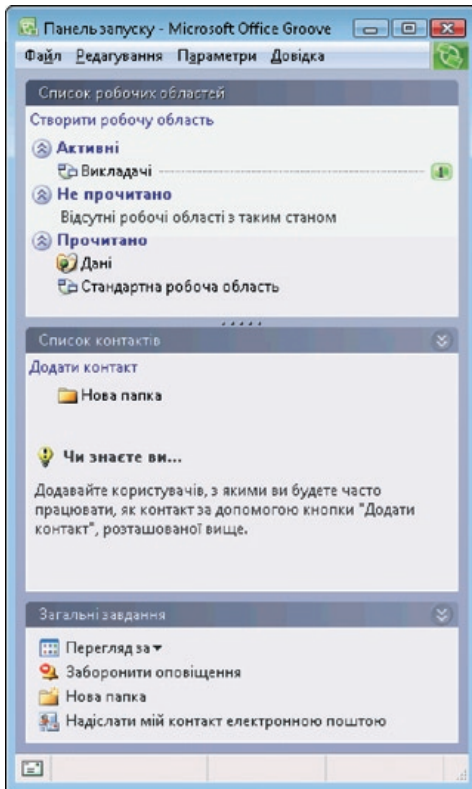 Панель запуску - Microsoft Office Groove
Файл Редагування Параметри Довідка
Список робочих областей
Створити робочу область
Активні
Викладачі
Не прочитано
Відсутні робочі області з таким станом
Прочитано
Дані
Стандартна робоча область
Список контактів
Додати контакт
Нова папка
Чи знаєте ви...
Додавайте користувачів, з якими ви будете часто
працювати, як контакт за допомогою кнопки "Додати
контакт", розташованої вище.
Загальні завдання
Перегляд за
Заборонити оповіщення
Нова папка
Надіслати мій контакт електронною поштою